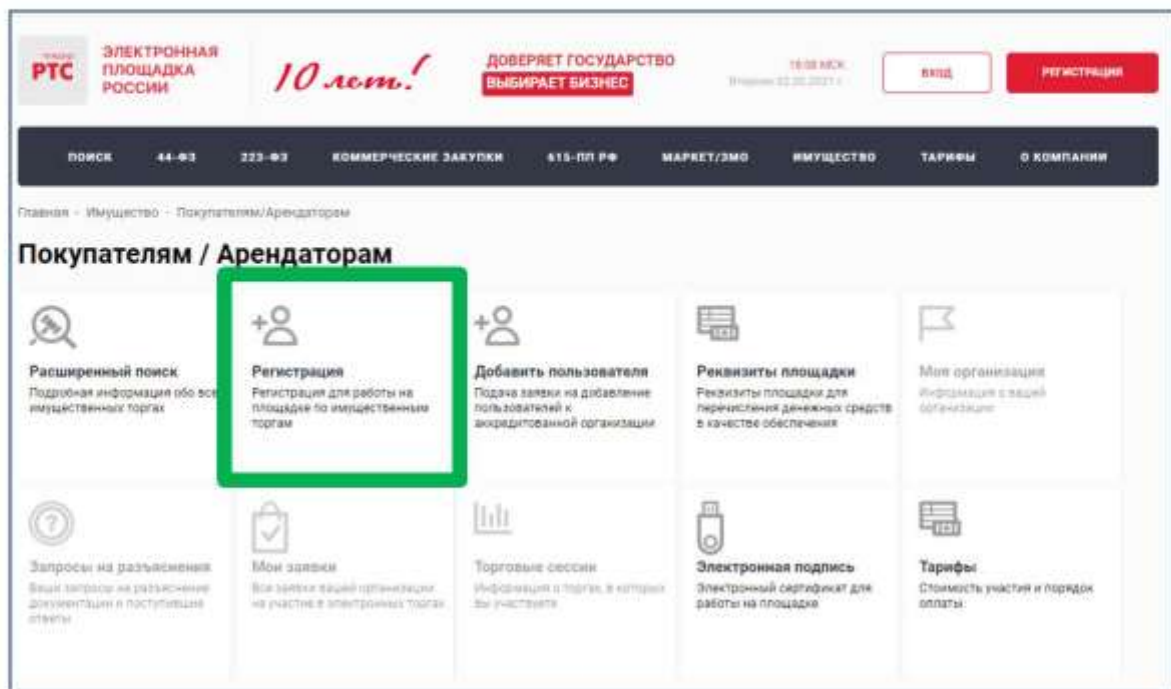 РТС
ЭЛЕКТРОННАЯ
ПЛОЩАДКА
РОССИИ
10 лет!
ДОВЕРЯЕТ ГОСУДАРСТВО
ВЫБИРАЕТ БИЗНЕС
МСК
ВХОД
РЕГИСТРАЦИЯ
ПОИСК 44-ФЗ 223-ФЗ КОММЕРЧЕСКИЕ ЗАКУПКИ 615-ПП РФ МАРКЕТ/ЗМО ИМУЩЕСТВО ТАРИФЫ О КОМПАНИИ
Главная - Имущество - Покупателям/Арендаторам
Покупателям / Арендаторам
Расширенный поиск
Подробная информация обо все
имущественных торгах
Регистрация
Регистрация для работы на
площадке по имущественным
торгам
Добавить пользователя
Подача заявки на добавление
пользователей к
аккредитованной организации
Реквизиты площадки
Реквизиты площадки для
перечисления денежных средств
в качестве обеспечения
Моя организация
Информация о вашей
организации
Запросы на разъяснения
Ваши запросы на разъяснение
документации и поступившие
ответы
Мои заявки
Все заявки вашей организации
на участие в электронных торгах
Торговые сессии
Информация о торгах, в которых
вы участвуете
Электронная подпись
Электронный сертификат для
работы на площадке
Тарифы
Стоимость участия и порядок
оплаты